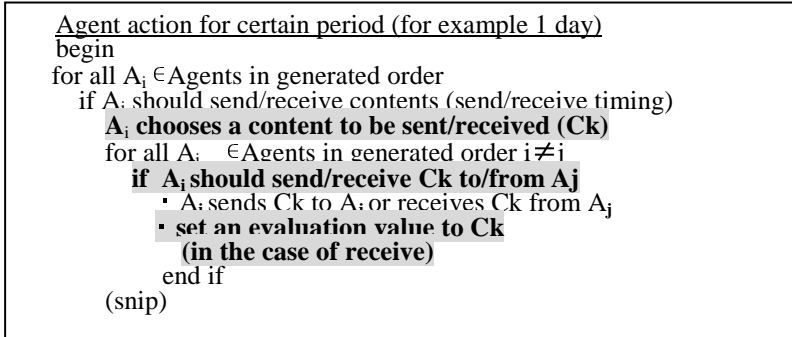 Agent action for certain period (for example 1 day)
begin
for all Ai ∈Agents in generated order
if Ai should send/receive contents (send/receive timing)
Ai chooses a content to be sent/received (Ck)
for all Aj ∈Agents in generated order i≠j
if Ai should send/receive Ck to/from Aj
・ Ai sends Ck to Aj or receives Ck from Aj
・ set an evaluation value to Ck
(in the case of receive)
end if
(snip)